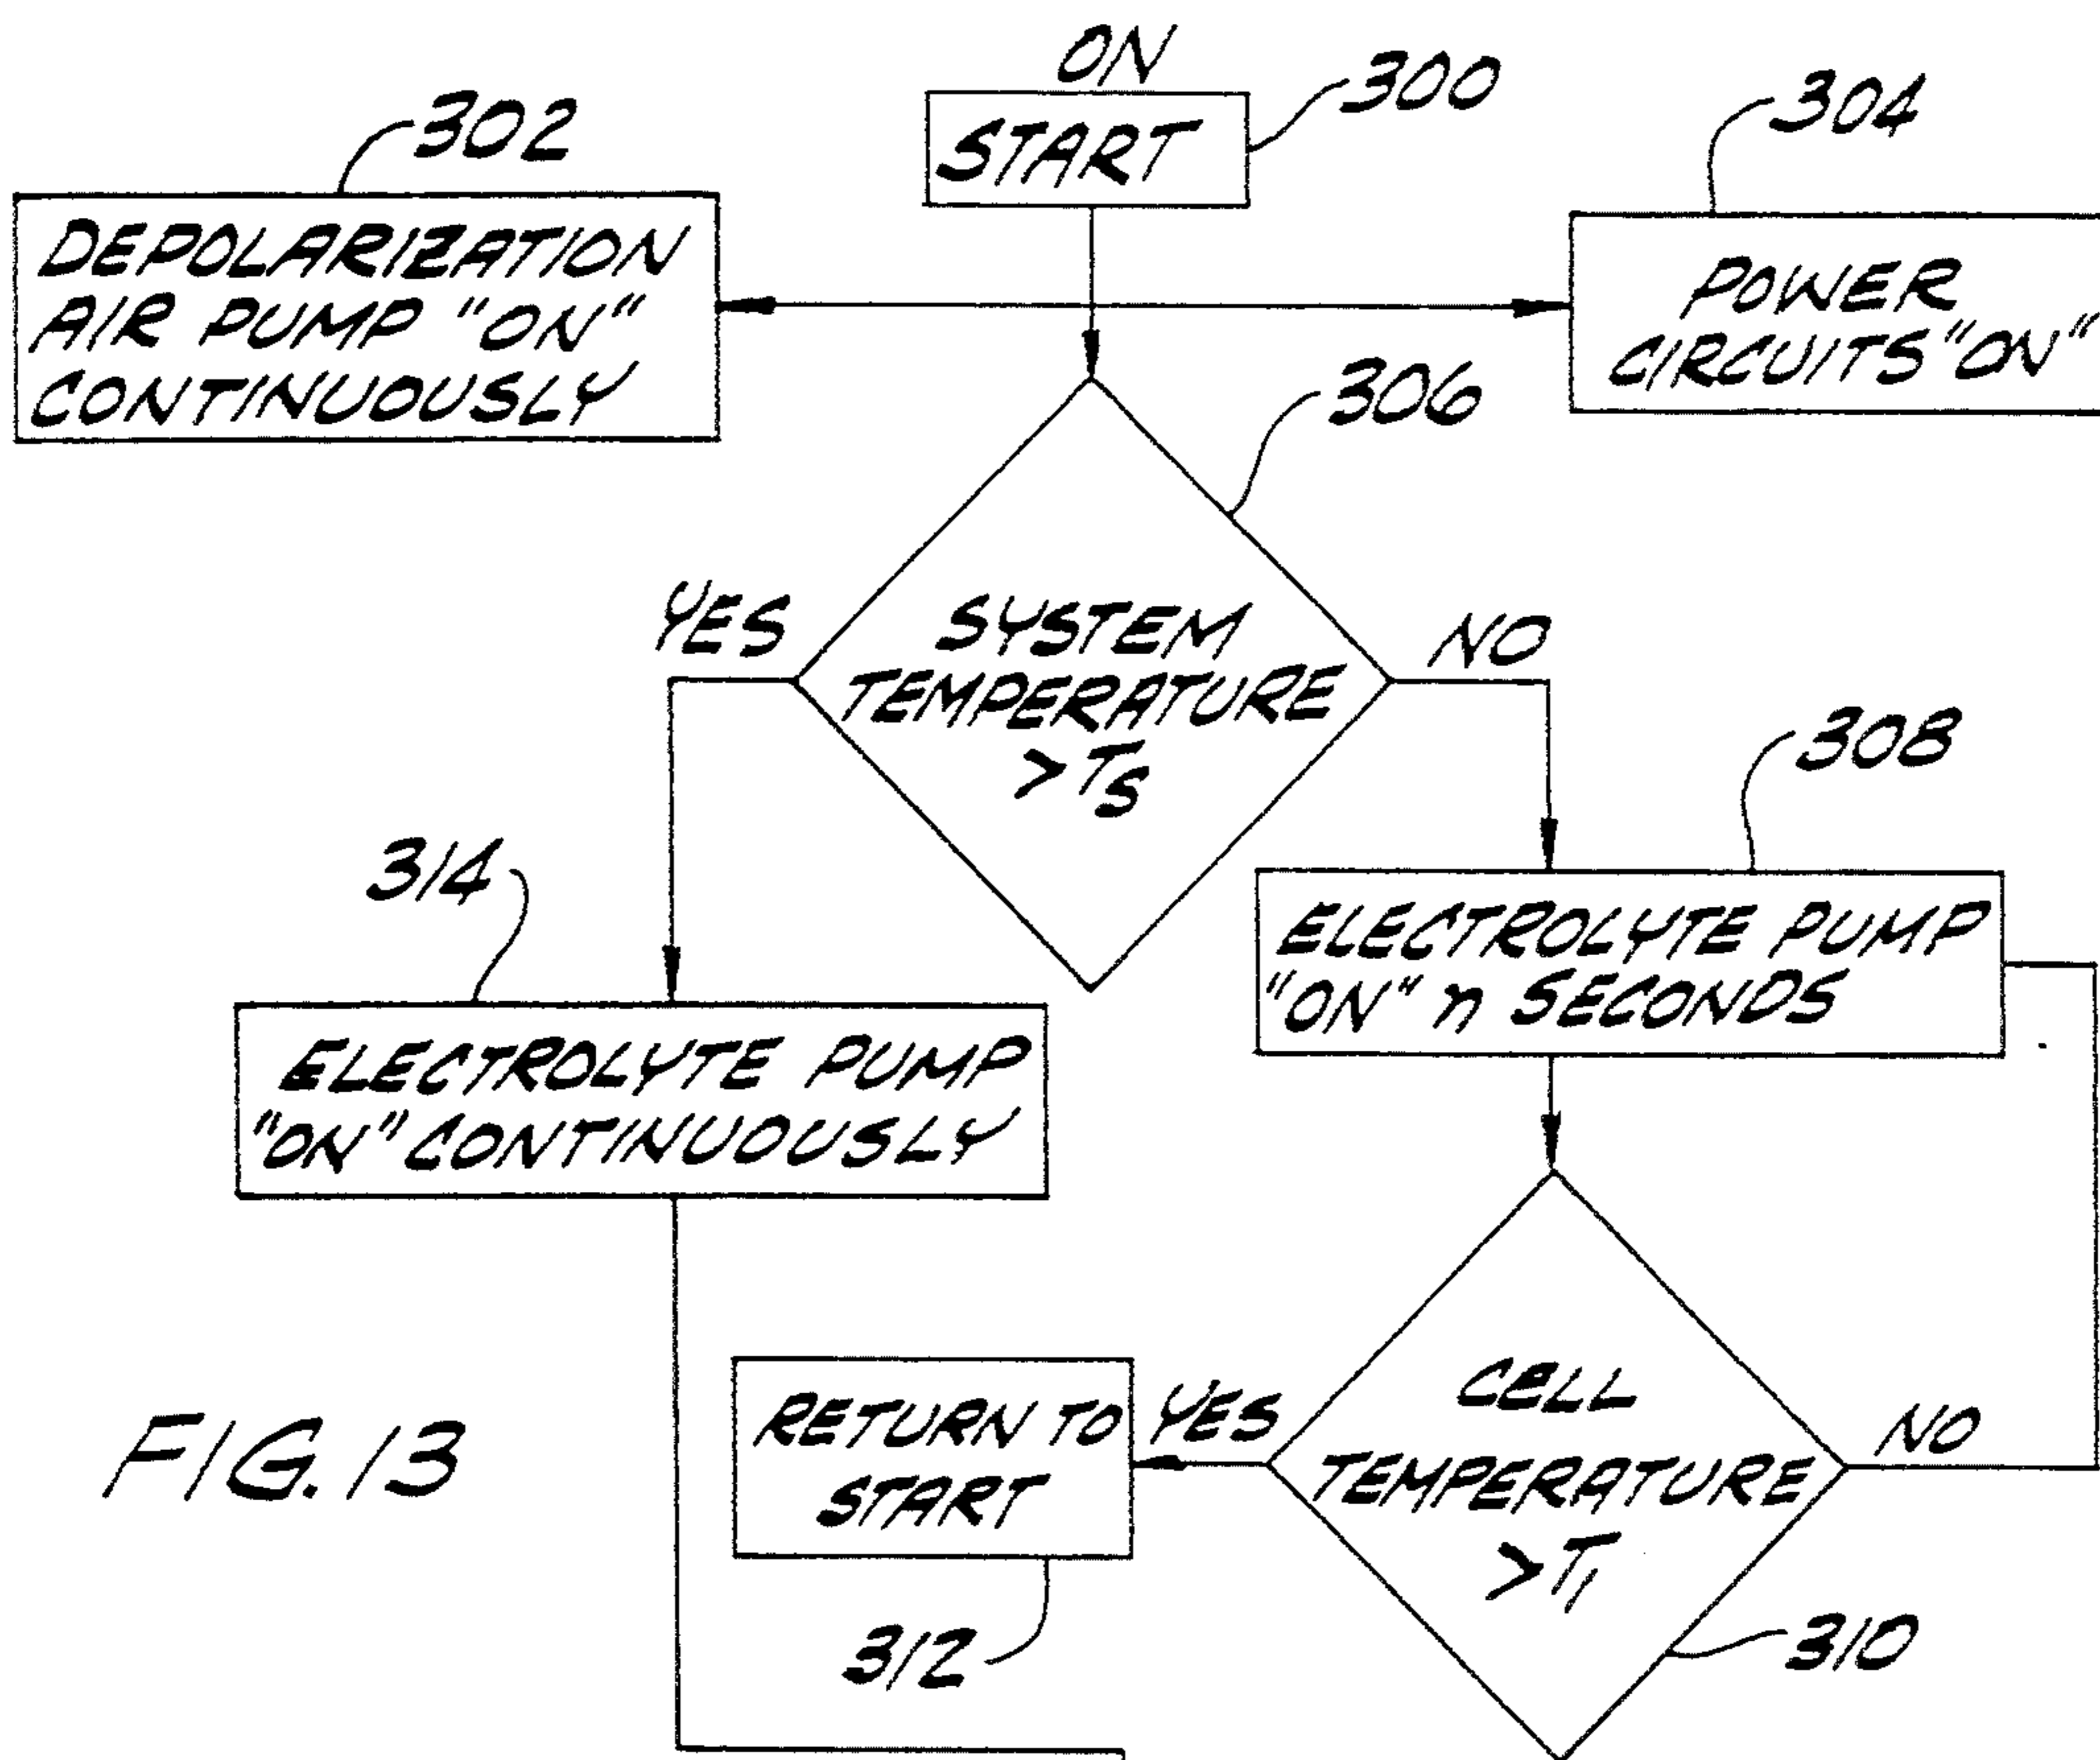 ON
START
300
302
304
DEPOLARIZATION
AIR PUMP "ON"
CONTINUOUSLY
POWER
CIRCUITS "ON"
306
YES
SYSTEM
TEMPERATURE
>TS
NO
308
314
ELECTROLYTE PUMP
"ON" n SECONDS
ELECTROLYTE PUMP
"ON" CONTINUOUSLY
RETURN TO
START
YES
CELL
TEMPERATURE
>T1
NO
FIG. 13
312
310